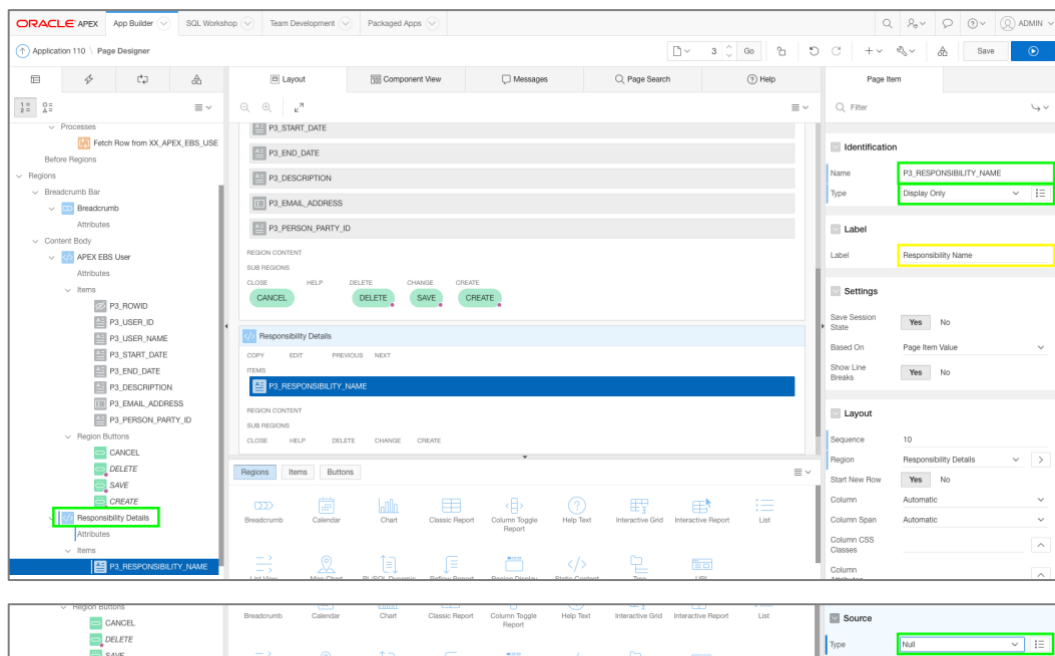 ORACLE APEX App Builder SQL Workshop Team Development Packaged Apps ADMIN
Application 110 \ Page Designer 3 Go Save
Layout Component View Messages Page Search Help Page Item
Filter
Processes
Fetch Row from XX_APEX_EBS_USE
Before Regions
Regions
Breadcrumb Bar
Breadcrumb
Attributes
Content Body
APEX EBS User
Attributes
Items
P3_ROWID
P3_USER_ID
P3_USER_NAME
P3_START_DATE
P3_END_DATE
P3_DESCRIPTION
P3_EMAIL_ADDRESS
P3_PERSON_PARTY_ID
Region Buttons
CANCEL
DELETE
SAVE
CREATE
Responsibility Details
Attributes
Items
P3_RESPONSIBILITY_NAME
P3_START_DATE
P3_END_DATE
P3_DESCRIPTION
P3_EMAIL_ADDRESS
P3_PERSON_PARTY_ID
REGION CONTENT
SUB REGIONS
CLOSE HELP DELETE CHANGE CREATE
CANCEL DELETE SAVE CREATE
Responsibility Details
COPY EDIT PREVIOUS NEXT
ITEMS
P3_RESPONSIBILITY_NAME
REGION CONTENT
SUB REGIONS
CLOSE HELP DELETE CHANGE CREATE
Regions Items Buttons
Breadcrumb Calendar Chart Classic Report Column Toggle Report Help Text Interactive Grid Interactive Report List
Identification
Name P3_RESPONSIBILITY_NAME
Type Display Only
Label
Label Responsibility Name
Settings
Save Session State Yes No
Based On Page Item Value
Show Line Breaks Yes No
Layout
Sequence 10
Region Responsibility Details
Start New Row Yes No
Column Automatic
Column Span Automatic
Column CSS Classes
Column
Region Buttons
CANCEL
DELETE
SAVE
Breadcrumb Calendar Chart Classic Report Column Toggle Report Help Text Interactive Grid Interactive Report List
Source
Type Null